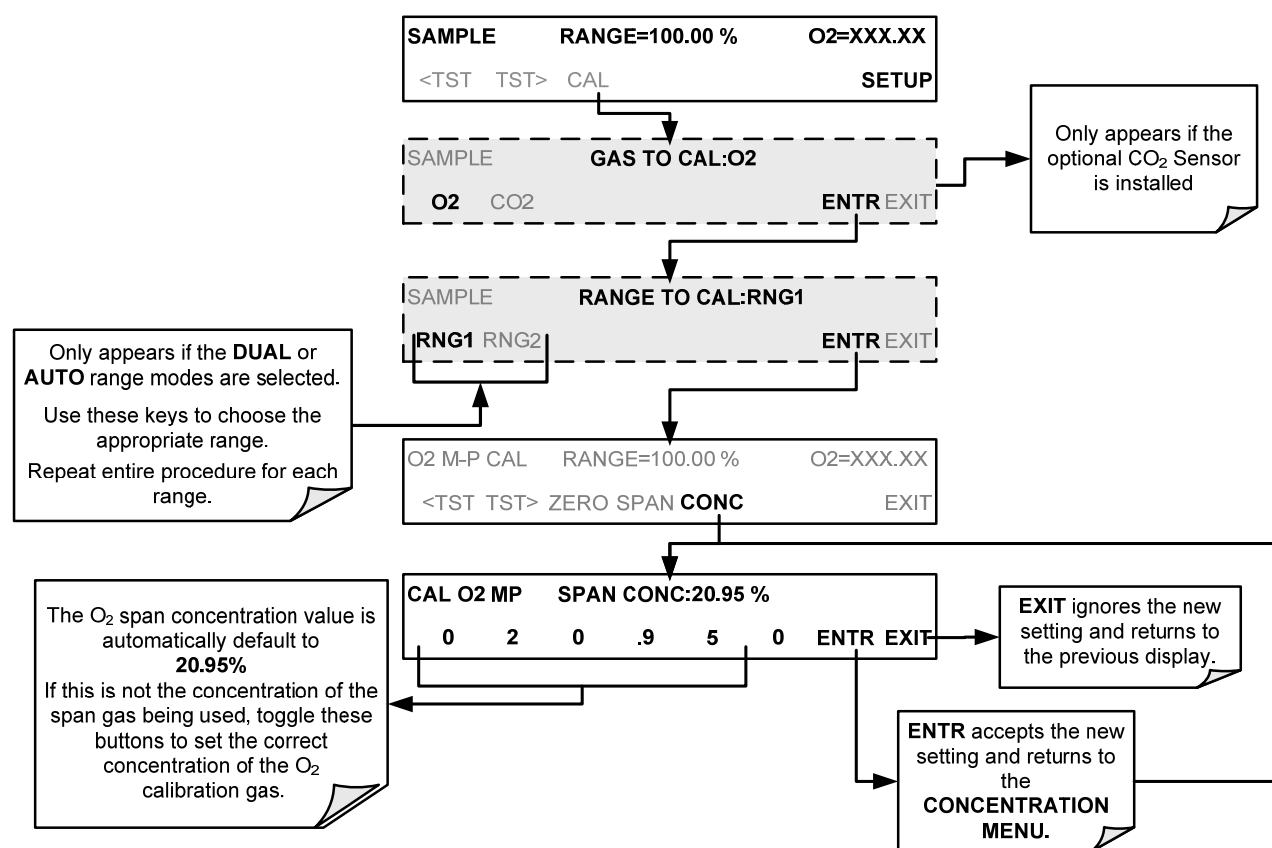 SAMPLE RANGE=100.00 % O2=XXX.XX
<TST TST> CAL SETUP
SAMPLE GAS TO CAL:O2
O2 CO2 ENTR EXIT
Only appears if the
optional CO₂ Sensor
is installed
SAMPLE RANGE TO CAL:RNG1
RNG1 RNG2 ENTR EXIT
Only appears if the DUAL or
AUTO range modes are selected.
Use these keys to choose the
appropriate range.
Repeat entire procedure for each
range.
O2 M-P CAL RANGE=100.00 % O2=XXX.XX
<TST TST> ZERO SPAN CONC EXIT
CAL O2 MP SPAN CONC:20.95 %
0 2 0 .9 5 0 ENTR EXIT
The O₂ span concentration value is
automatically default to
20.95%
If this is not the concentration of the
span gas being used, toggle these
buttons to set the correct
concentration of the O₂
calibration gas.
EXIT ignores the new
setting and returns to
the previous display.
ENTR accepts the new
setting and returns to
the
CONCENTRATION
MENU.